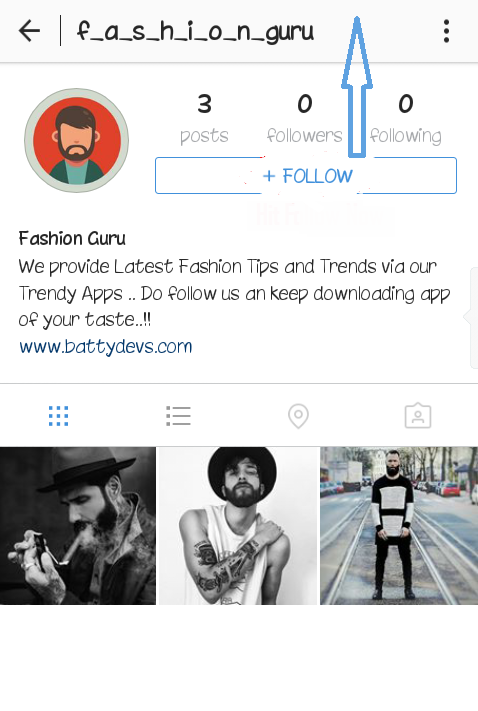 f_a_s_h_i_o_n_guru
3 0 0
posts followers following
+ FOLLOW
Fashion Guru
We provide Latest Fashion Tips and Trends via our
Trendy Apps .. Do follow us an keep downloading app
of your taste..!!
www.battydevs.com